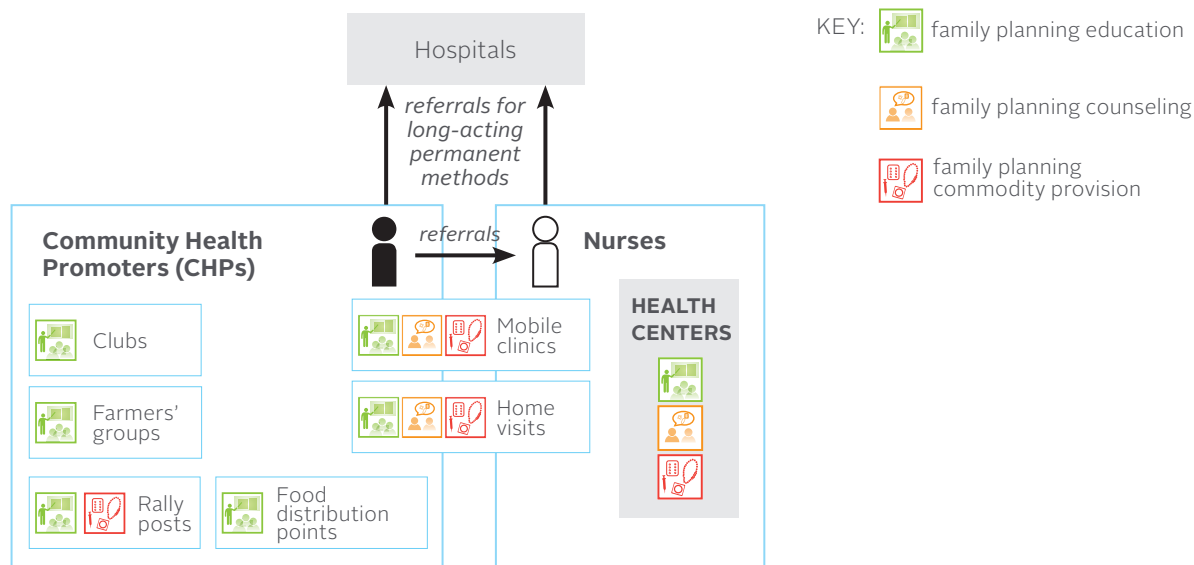 Hospitals
KEY:
family planning education
family planning counseling
family planning
commodity provision
referrals for
long-acting
permanent
methods
Community Health
Promoters (CHPs)
referrals
Nurses
Clubs
Farmers'
groups
Rally
posts
Food
distribution
points
Mobile
clinics
Home
visits
HEALTH
CENTERS